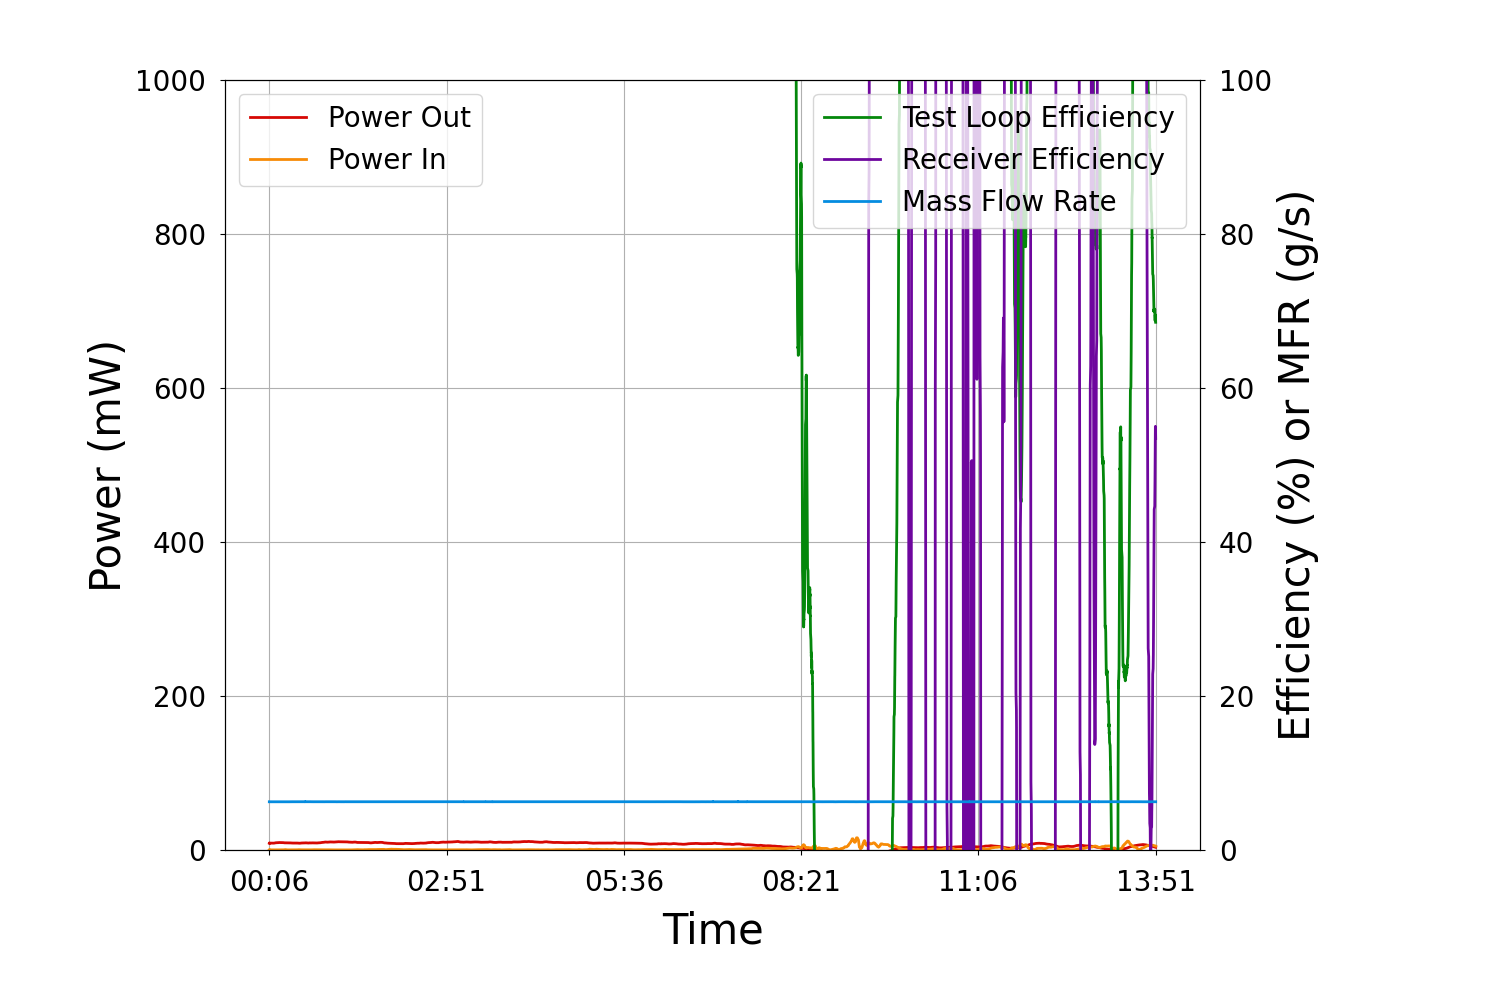 1000
800
600
400
200
0
Power (mW)
Power Out
Power In
Test Loop Efficiency
Receiver Efficiency
Mass Flow Rate
100
80
60
40
20
0
Efficiency (%) or MFR (g/s)
00:06 02:51 05:36 08:21 11:06 13:51
Time